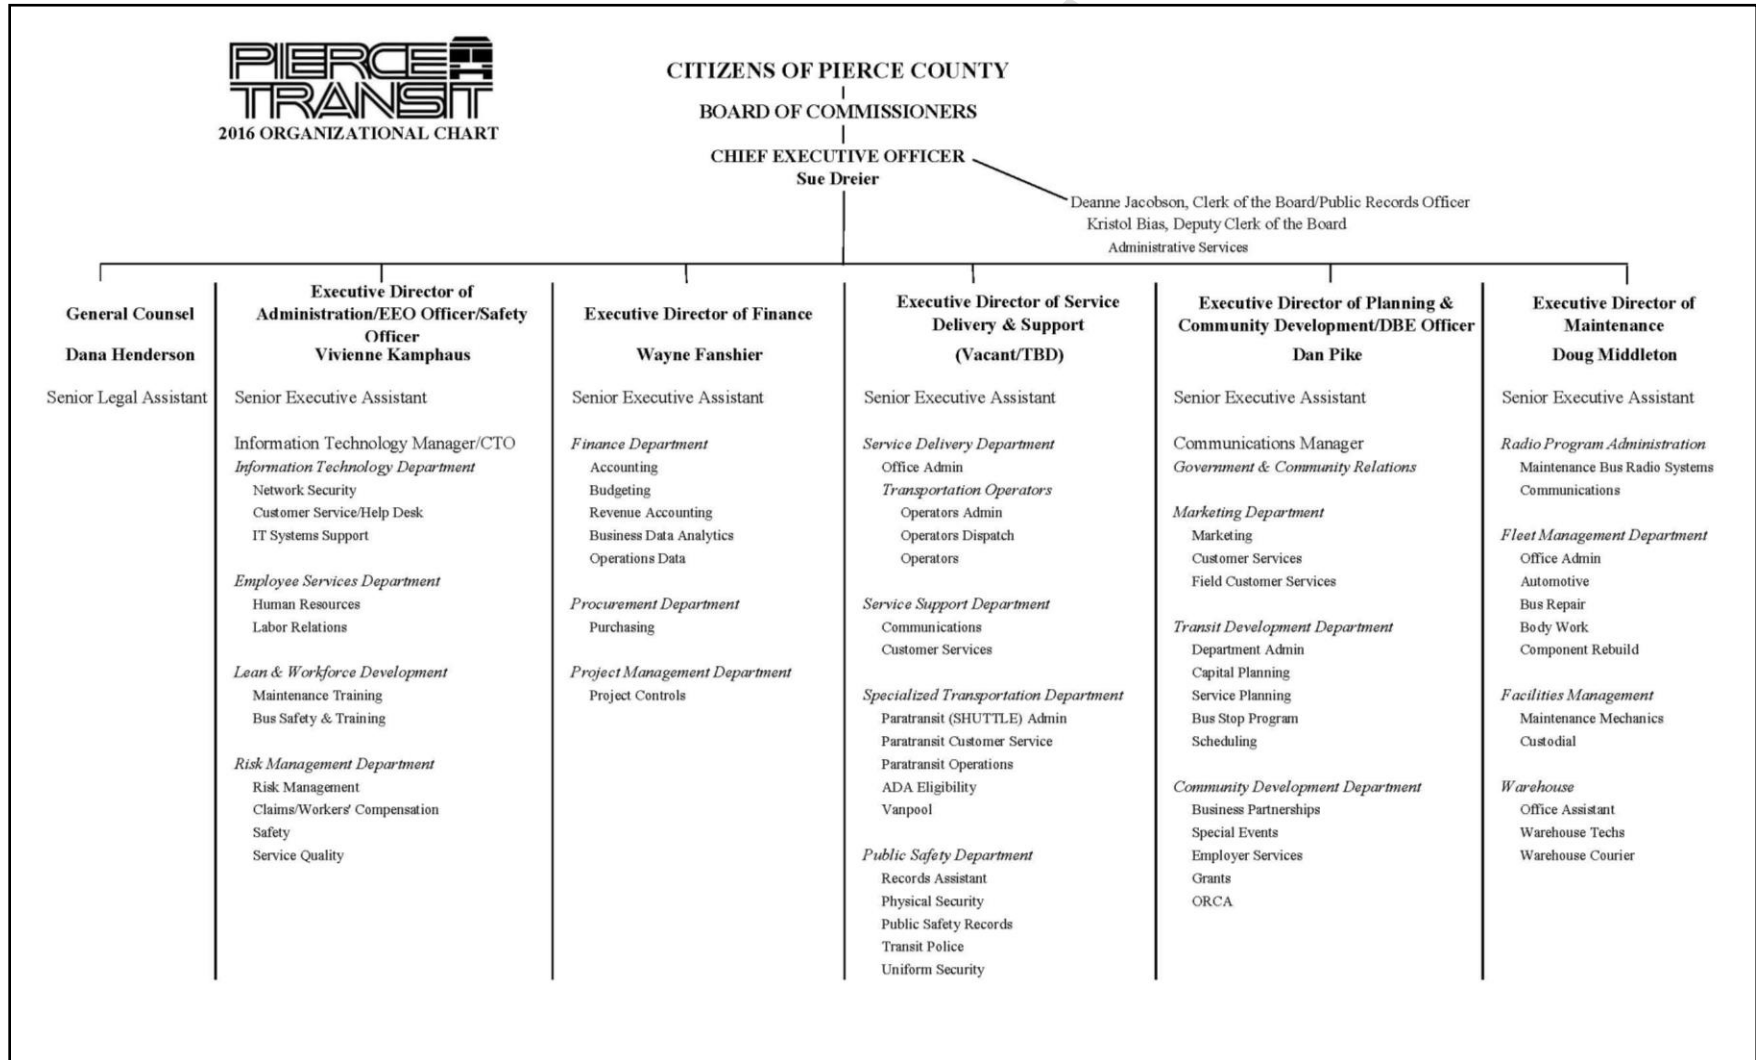 PIERCE
TRANSIT
2016 ORGANIZATIONAL CHART
CITIZENS OF PIERCE COUNTY
BOARD OF COMMISSIONERS
CHIEF EXECUTIVE OFFICER
Sue Dreier
Deanne Jacobson, Clerk of the Board/Public Records Officer
Kristol Bias, Deputy Clerk of the Board
Administrative Services
General Counsel
Dana Henderson
Senior Legal Assistant
Executive Director of
Administration/EEO Officer/Safety
Officer
Vivienne Kamphaus
Senior Executive Assistant
Information Technology Manager/CTO
Information Technology Department
Network Security
Customer Service/Help Desk
IT Systems Support
Employee Services Department
Human Resources
Labor Relations
Lean & Workforce Development
Maintenance Training
Bus Safety & Training
Risk Management Department
Risk Management
Claims/Workers' Compensation
Safety
Service Quality
Executive Director of Finance
Wayne Fanshier
Senior Executive Assistant
Finance Department
Accounting
Budgeting
Revenue Accounting
Business Data Analytics
Operations Data
Procurement Department
Purchasing
Project Management Department
Project Controls
Executive Director of Service
Delivery & Support
(Vacant/TBD)
Senior Executive Assistant
Service Delivery Department
Office Admin
Transportation Operators
Operators Admin
Operators Dispatch
Operators
Service Support Department
Communications
Customer Services
Specialized Transportation Department
Paratransit (SHUTTLE) Admin
Paratransit Customer Service
Paratransit Operations
ADA Eligibility
Vanpool
Public Safety Department
Records Assistant
Physical Security
Public Safety Records
Transit Police
Uniform Security
Executive Director of Planning &
Community Development/DBE Officer
Dan Pike
Senior Executive Assistant
Communications Manager
Government & Community Relations
Marketing Department
Marketing
Customer Services
Field Customer Services
Transit Development Department
Department Admin
Capital Planning
Service Planning
Bus Stop Program
Scheduling
Community Development Department
Business Partnerships
Special Events
Employer Services
Grants
ORCA
Executive Director of
Maintenance
Doug Middleton
Senior Executive Assistant
Radio Program Administration
Maintenance Bus Radio Systems
Communications
Fleet Management Department
Office Admin
Automotive
Bus Repair
Body Work
Component Rebuild
Facilities Management
Maintenance Mechanics
Custodial
Warehouse
Office Assistant
Warehouse Techs
Warehouse Courier